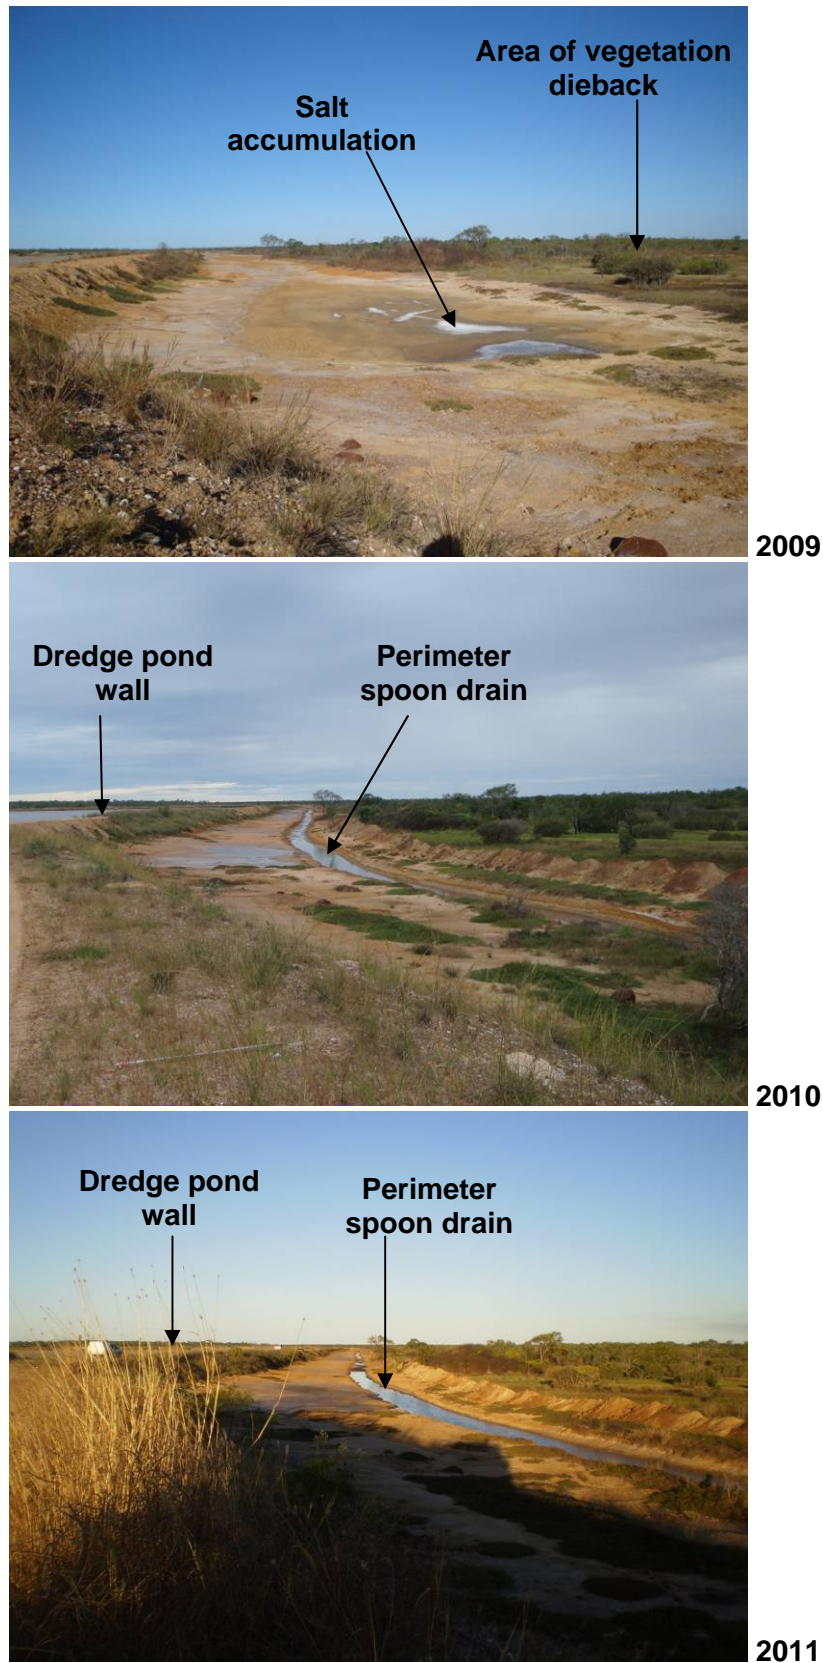 Area of vegetation
dieback
Salt
accumulation
2009
Dredge pond
wall
Perimeter
spoon drain
2010
Dredge pond
wall
Perimeter
spoon drain
2011